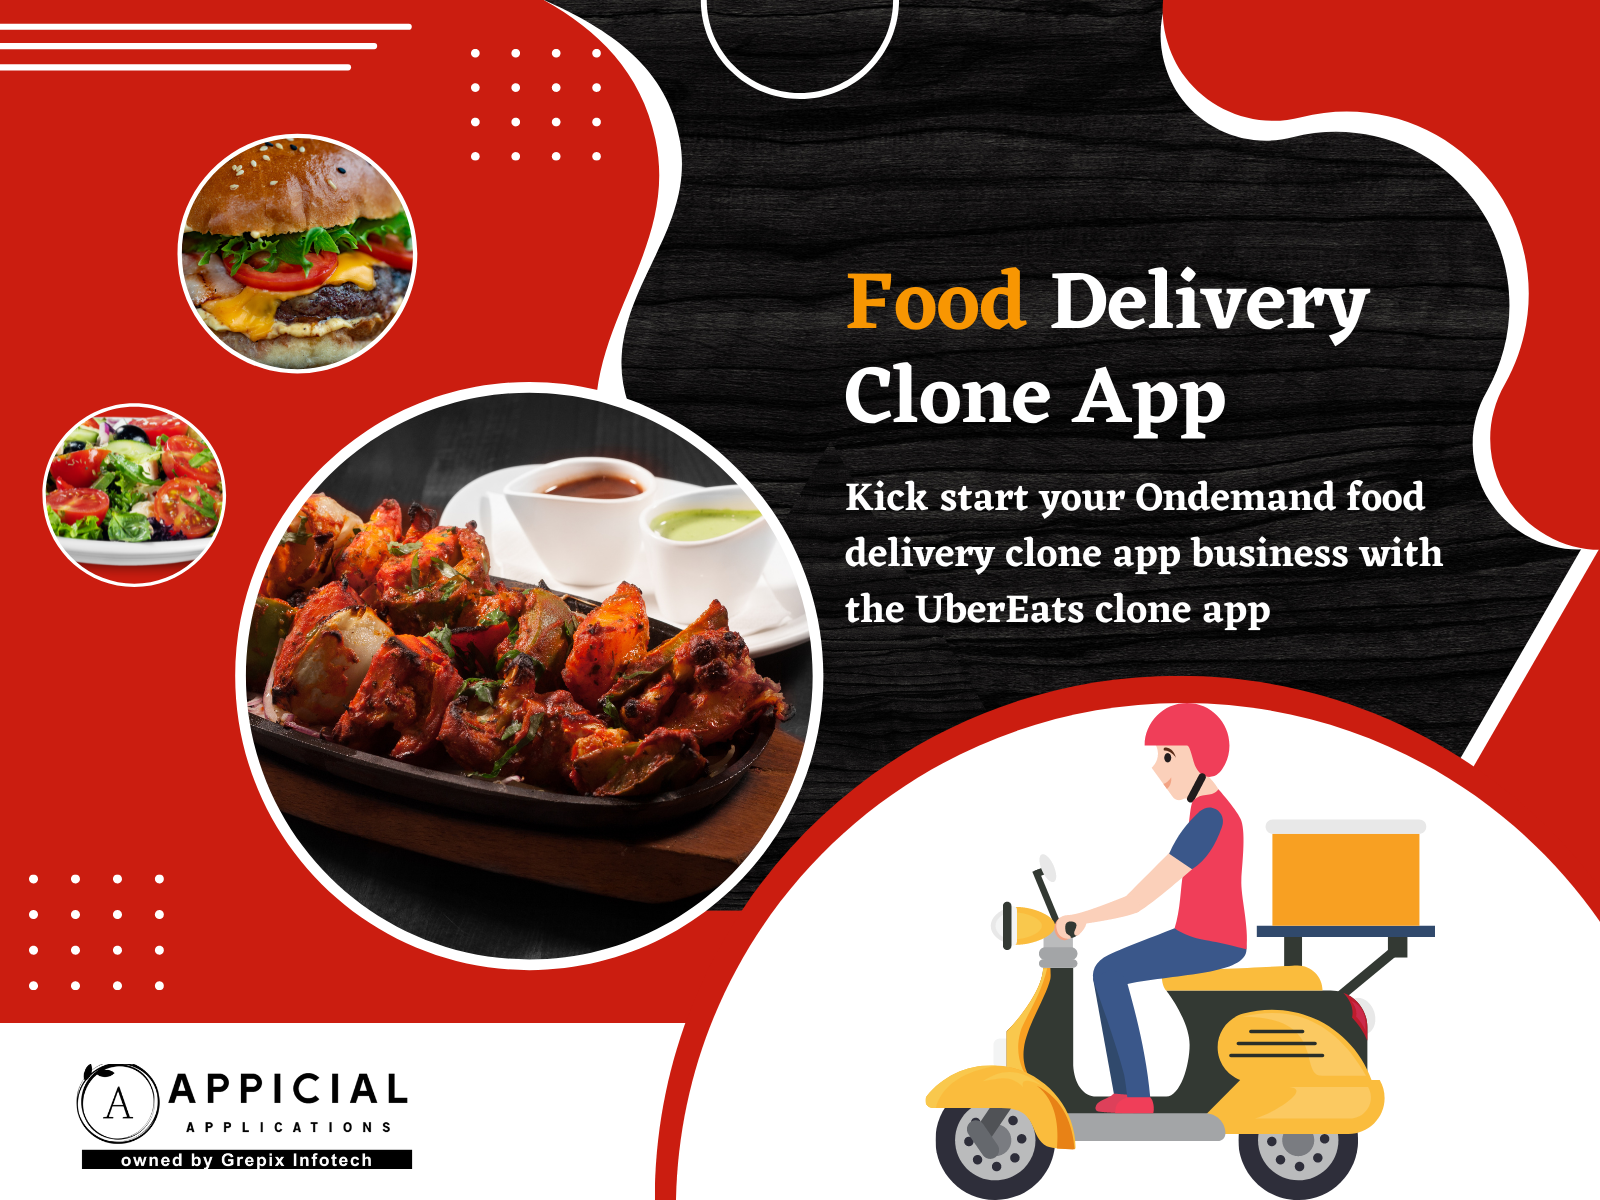 Food Delivery
Clone App
Kick start your Ondemand food
delivery clone app business with
the UberEats clone app
A
APPICIAL
APPLICATIONS
owned by Grepix Infotech